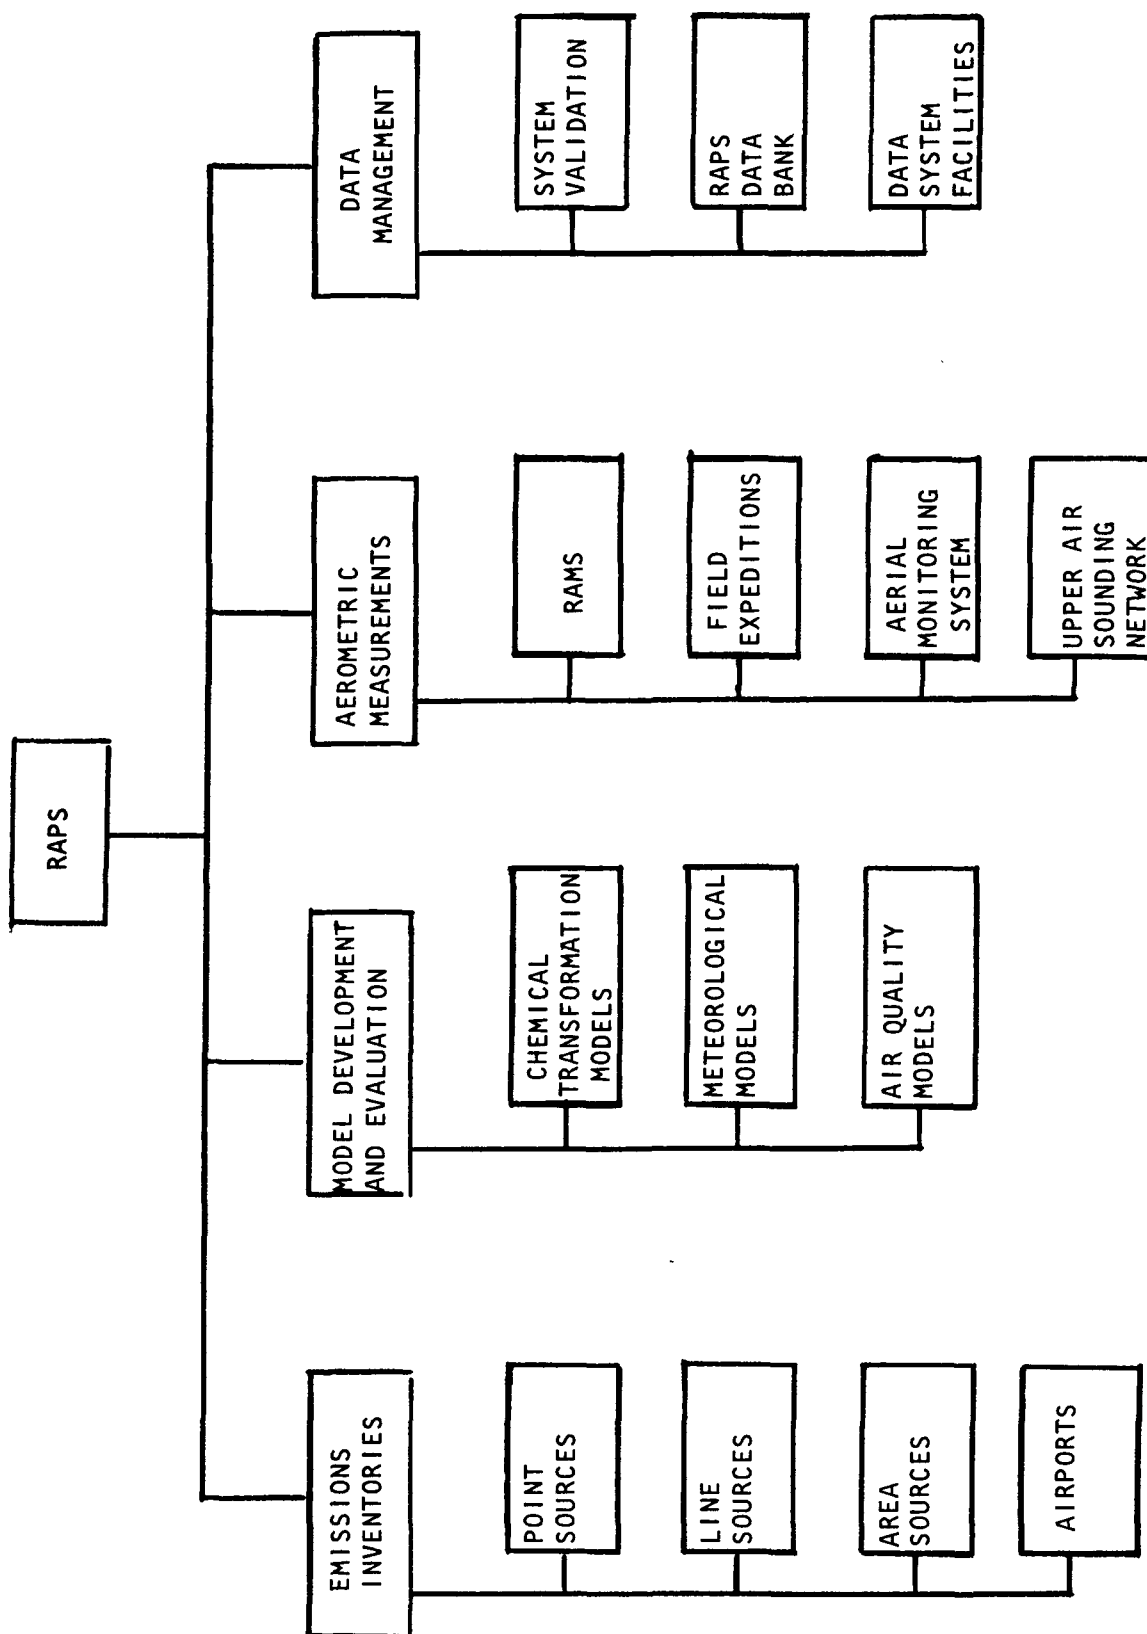 RAPS
EMISSIONS
INVENTORIES
POINT
SOURCES
LINE
SOURCES
AREA
SOURCES
AIRPORTS
MODEL DEVELOPMENT
AND EVALUATION
CHEMICAL
TRANSFORMATION
MODELS
METEOROLOGICAL
MODELS
AIR QUALITY
MODELS
AEROMETRIC
MEASUREMENTS
RAMS
FIELD
EXPEDITIONS
AERIAL
MONITORING
SYSTEM
UPPER AIR
SOUNDING
NETWORK
DATA
MANAGEMENT
SYSTEM
VALIDATION
RAPS
DATA
BANK
DATA
SYSTEM
FACILITIES